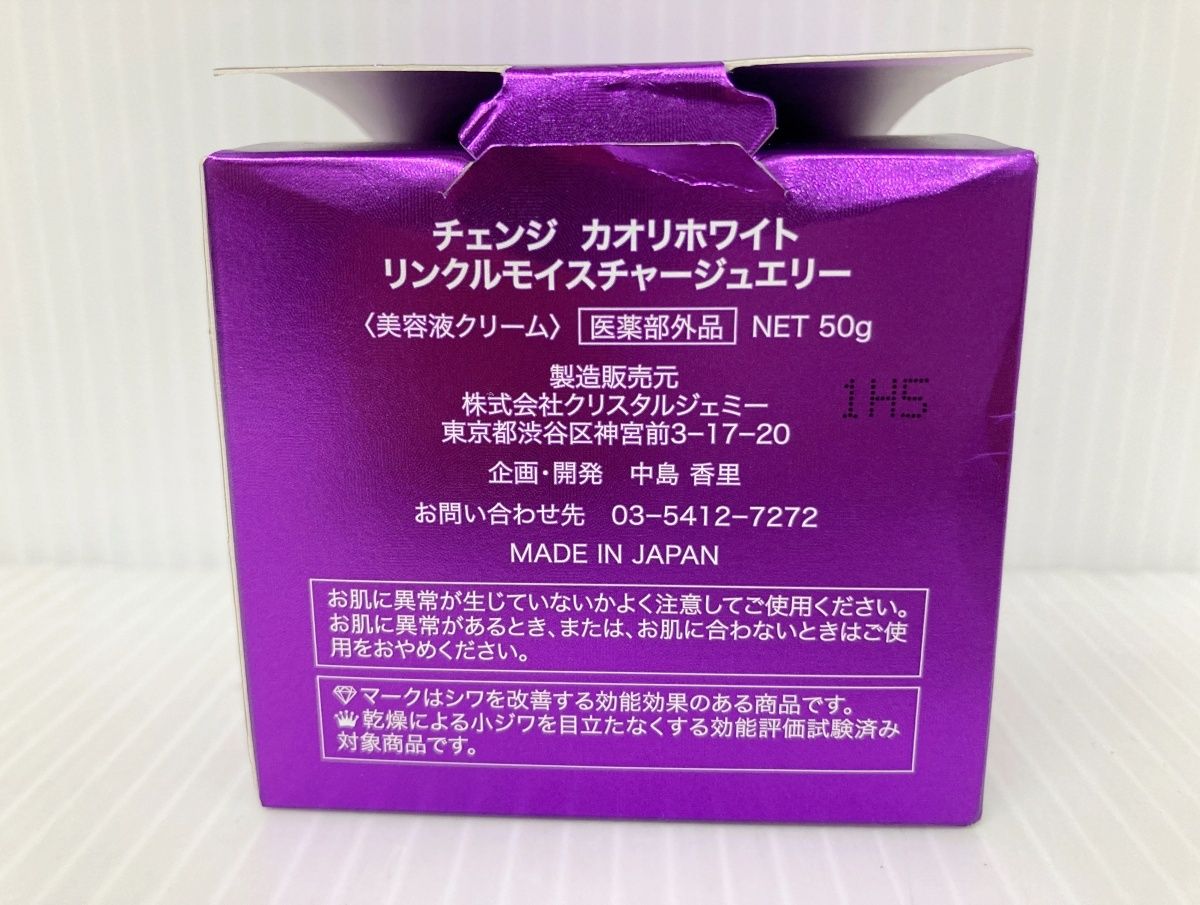 チェンジ カオリホワイト
リンクルモイスチャージュエリー
〈美容液クリーム〉 医薬部外品 NET 50g
製造販売元
株式会社クリスタルジェミー
東京都渋谷区神宮前3−17−20
1H5
企画・開発 中島 香里
お問い合わせ先 03−5412−7272
MADE IN JAPAN
お肌に異常が生じていないかよく注意してご使用ください。
お肌に異常があるとき、または、お肌に合わないときはご使
用をおやめください。
マークはシワを改善する効能効果のある商品です。
乾燥による小ジワを目立たなくする効能評価試験済み
対象商品です。